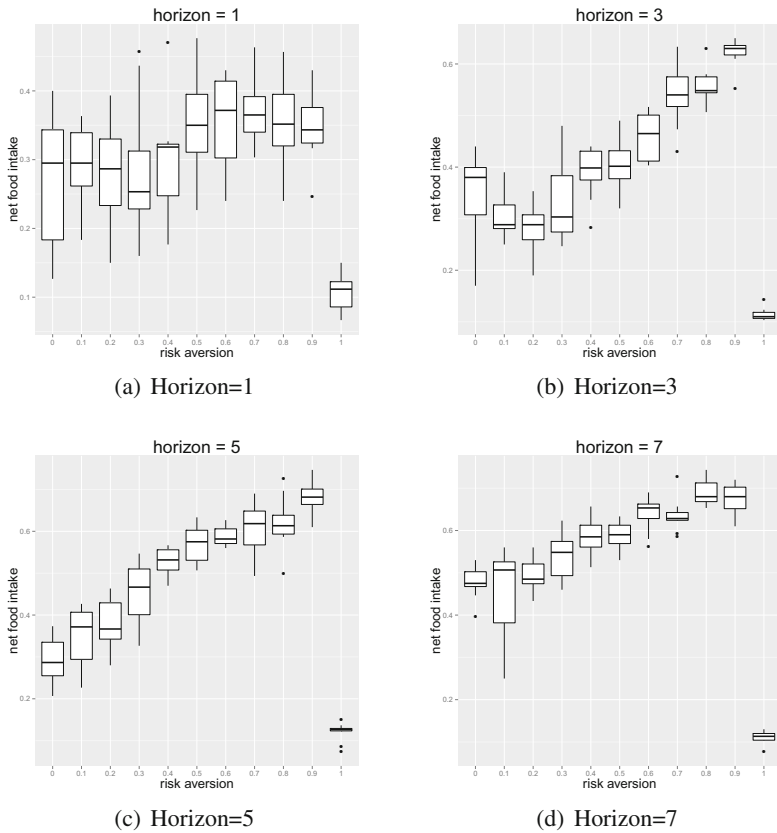 horizon = 1
net food intake
0.4
0.3
0.2
0.1
0 0.1 0.2 0.3 0.4 0.5 0.6 0.7 0.8 0.9 1
risk aversion
(a) Horizon=1
horizon = 3
net food intake
0.6
0.4
0.2
0 0.1 0.2 0.3 0.4 0.5 0.6 0.7 0.8 0.9 1
risk aversion
(b) Horizon=3
horizon = 5
net food intake
0.6
0.4
0.2
0 0.1 0.2 0.3 0.4 0.5 0.6 0.7 0.8 0.9 1
risk aversion
(c) Horizon=5
horizon = 7
net food intake
0.6
0.4
0.2
0 0.1 0.2 0.3 0.4 0.5 0.6 0.7 0.8 0.9 1
risk aversion
(d) Horizon=7